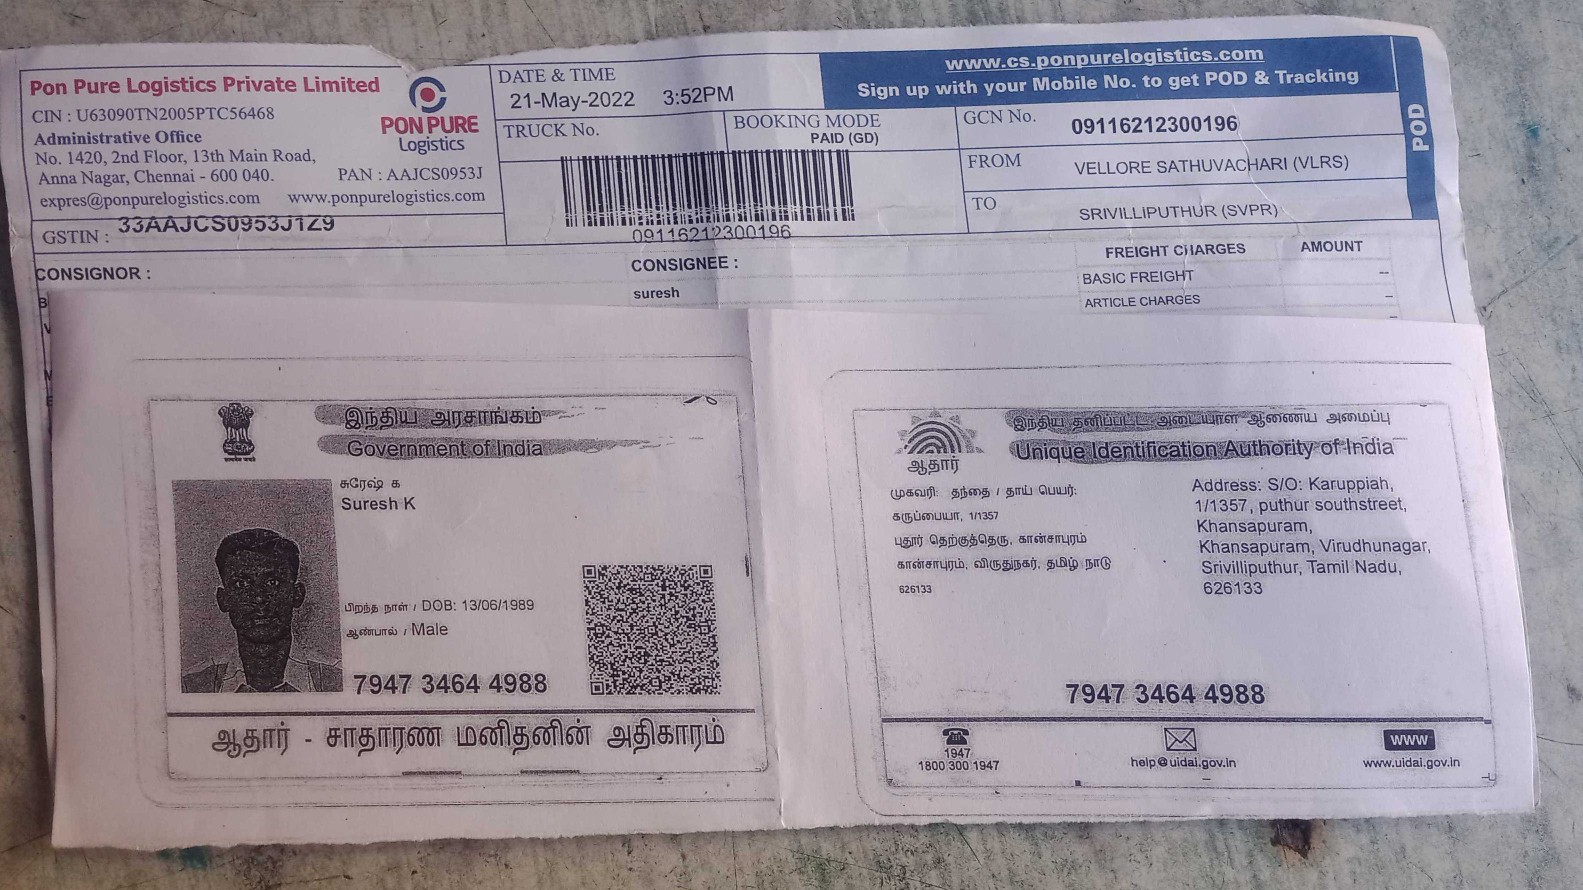 Pon Pure Logistics Private Limited
CIN : U63090TN2005PTC56468
Administrative Office
No. 1420, 2nd Floor, 13th Main Road,
Anna Nagar, Chennai - 600 040.
PAN : AAJCS0953J
expres@ponpurelogistics.com www.ponpurelogistics.com
GSTIN : 33AAJCS0953J1Z9
PON PURE
Logistics
DATE & TIME
21-May-2022 3:52PM
TRUCK No.
BOOKING MODE
PAID (GD)
09116212300196
www.cs.ponpurelogistics.com
Sign up with your Mobile No. to get POD & Tracking
GCN No. 09116212300196
FROM VELLORE SATHUVACHARI (VLRS)
TO SRIVILLIPUTHUR (SVPR)
POD
CONSIGNOR :
CONSIGNEE :
suresh
FREIGHT CHARGES AMOUNT
BASIC FREIGHT --
ARTICLE CHARGES --
இந்திய அரசாங்கம்
Government of India
சுரேஷ் க
Suresh K
பிறந்த நாள் / DOB: 13/06/1989
ஆண்பால் / Male
7947 3464 4988
ஆதார் - சாதாரண மனிதனின் அதிகாரம்
இந்திய தனிப்பட்ட அடையாள ஆணைய அமைப்பு
Unique Identification Authority of India
ஆதார்
முகவரி: தந்தை / தாய் பெயர்:
கருப்பையா, 1/1357
புதூர் தெற்குத்தெரு, கான்சாபுரம்
கான்சாபுரம், விருதுநகர், தமிழ் நாடு
626133
Address: S/O: Karuppiah,
1/1357, puthur southstreet,
Khansapuram,
Khansapuram, Virudhunagar,
Srivilliputhur, Tamil Nadu,
626133
7947 3464 4988
1947
1800 300 1947
help@uidai.gov.in
www
www.uidai.gov.in